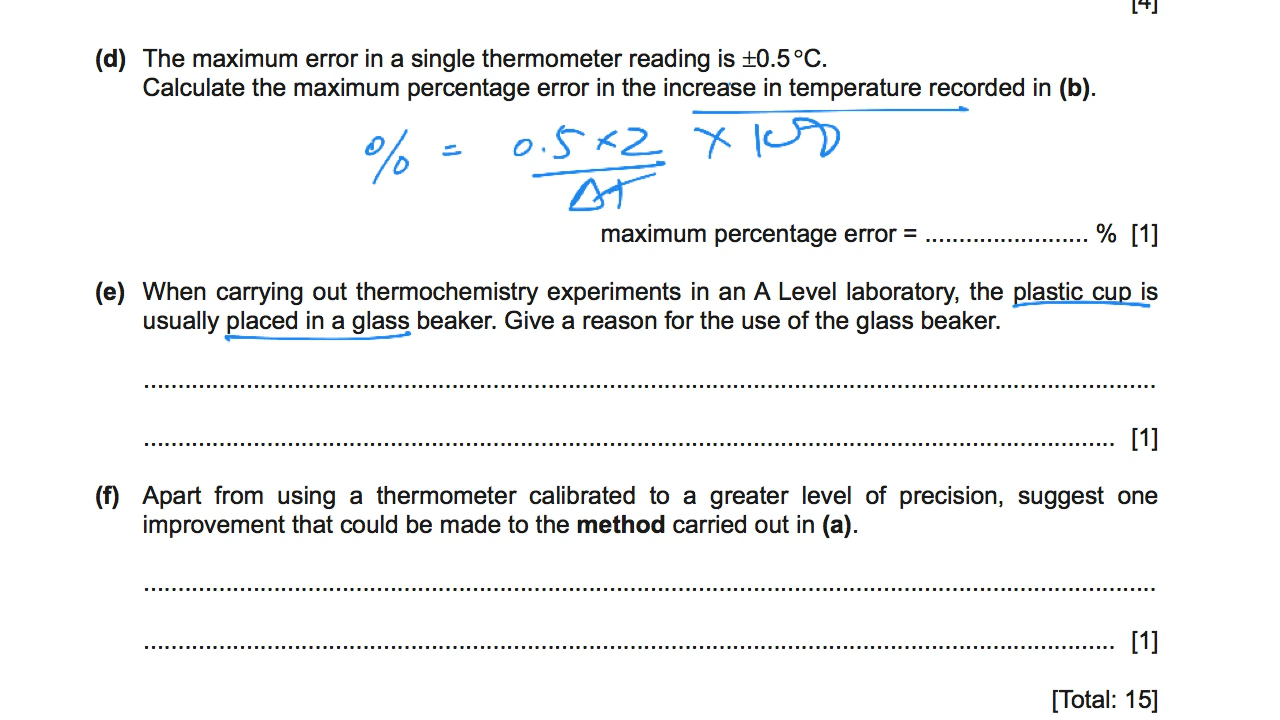 [4]
(d) The maximum error in a single thermometer reading is ±0.5 °C.
Calculate the maximum percentage error in the increase in temperature recorded in (b).
% = 0.5 × 2 × 100
ΔT
maximum percentage error = ........................ % [1]
(e) When carrying out thermochemistry experiments in an A Level laboratory, the plastic cup is
usually placed in a glass beaker. Give a reason for the use of the glass beaker.
[1]
(f) Apart from using a thermometer calibrated to a greater level of precision, suggest one
improvement that could be made to the method carried out in (a).
[1]
[Total: 15]